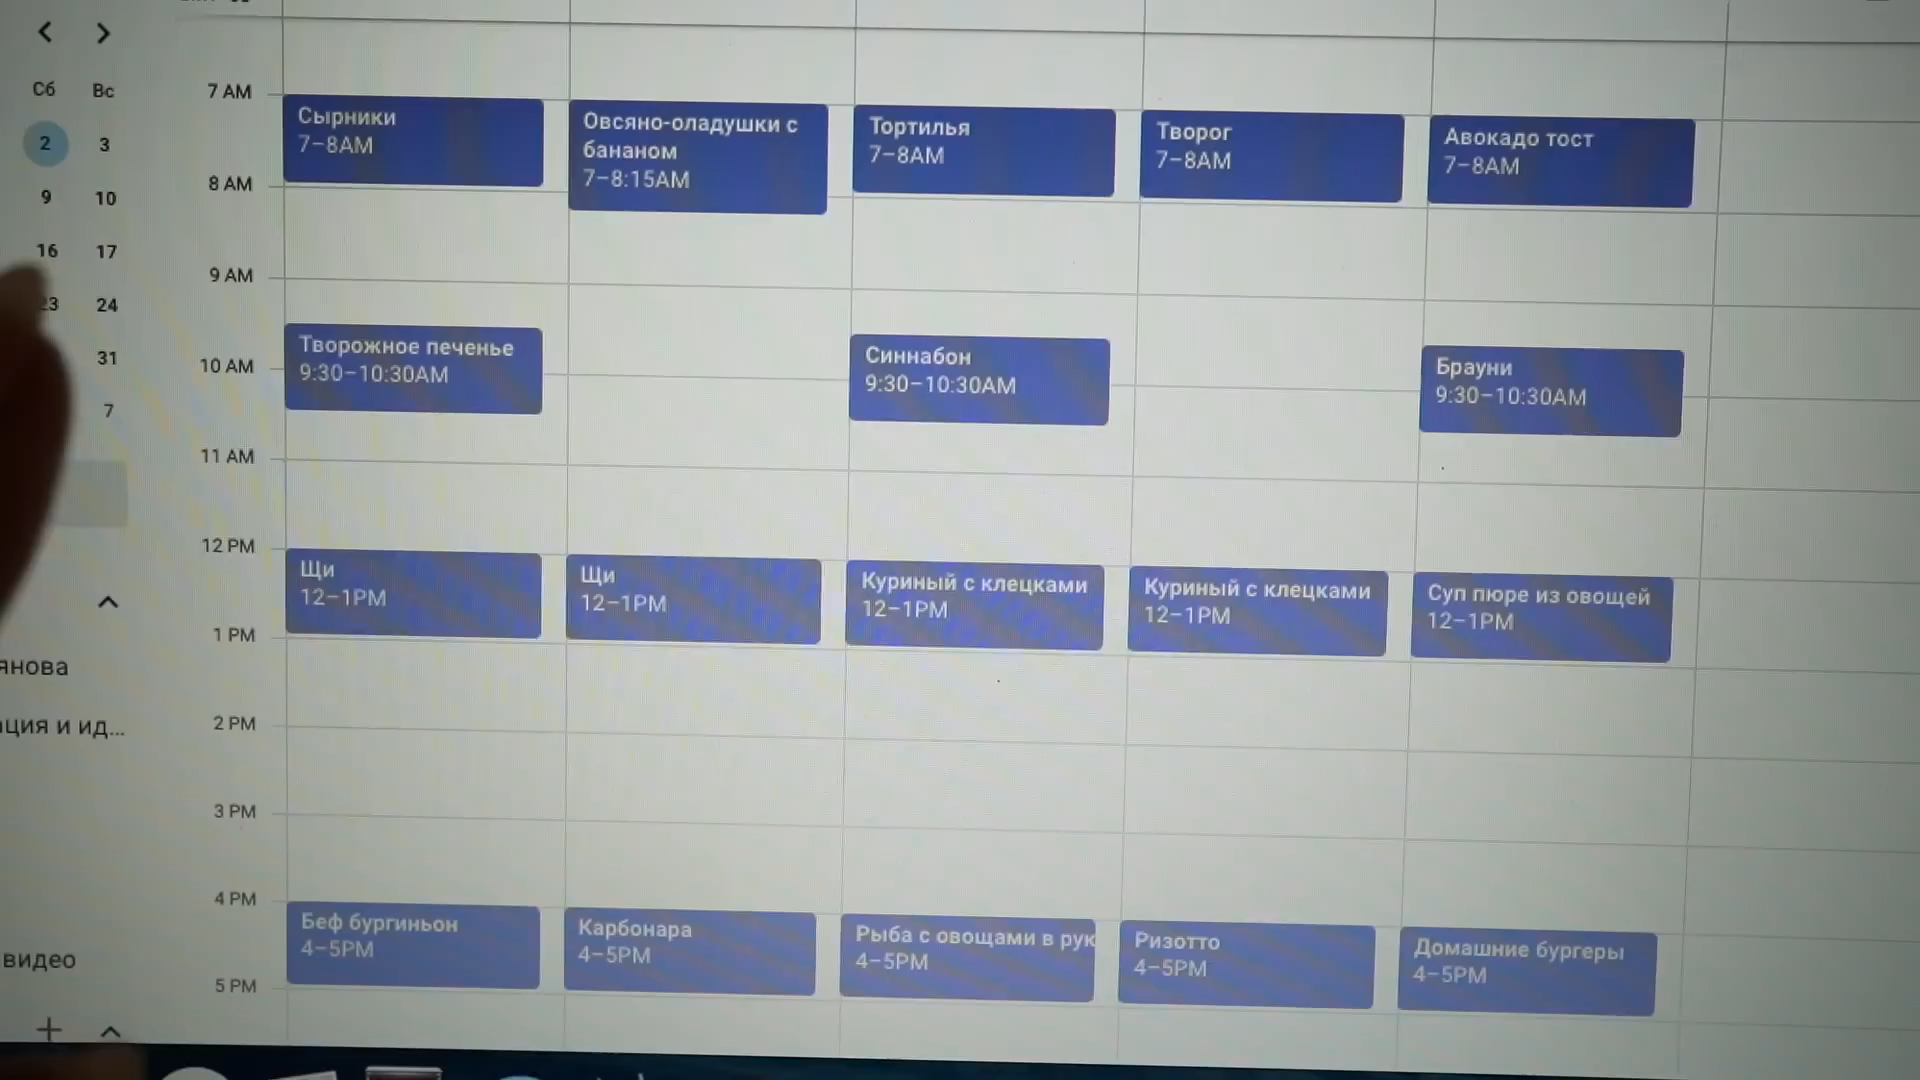 Сб Вс
2 3
9 10
16 17
23 24
31
7
янова
ация и ид...
видео
7 AM
8 AM
9 AM
10 AM
11 AM
12 PM
1 PM
2 PM
3 PM
4 PM
5 PM
Сырники
7–8AM
Овсяно-оладушки с
бананом
7–8:15AM
Тортилья
7–8AM
Творог
7–8AM
Авокадо тост
7–8AM
Творожное печенье
9:30–10:30AM
Синнабон
9:30–10:30AM
Брауни
9:30–10:30AM
Щи
12–1PM
Щи
12–1PM
Куриный с клецками
12–1PM
Куриный с клецками
12–1PM
Суп пюре из овощей
12–1PM
Беф бургиньон
4–5PM
Карбонара
4–5PM
Рыба с овощами в рук
4–5PM
Ризотто
4–5PM
Домашние бургеры
4–5PM